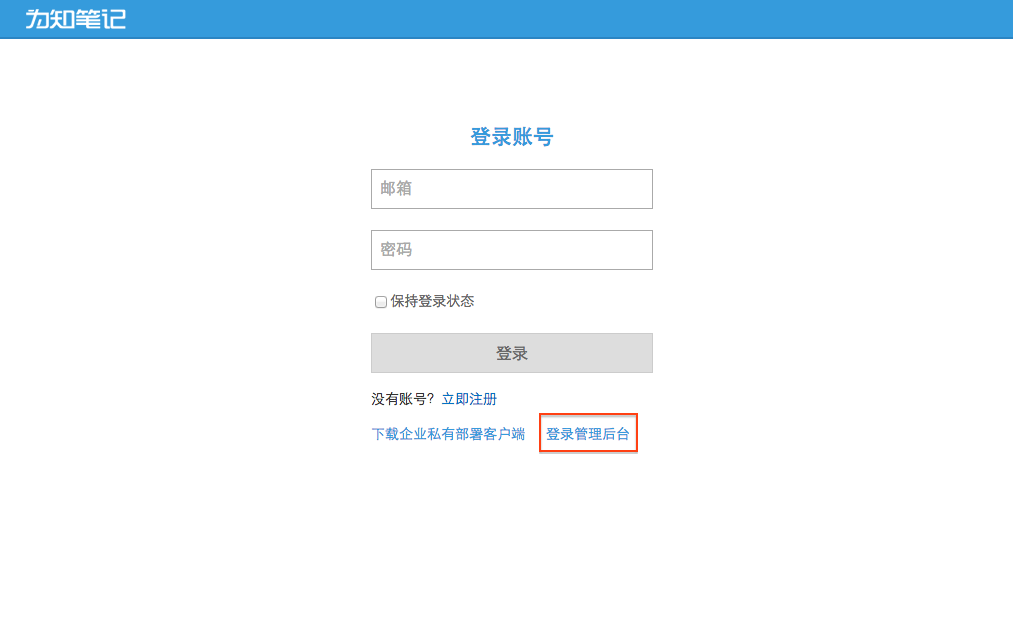 为知笔记
登录账号
邮箱
密码
保持登录状态
登录
没有账号? 立即注册
下载企业私有部署客户端 登录管理后台